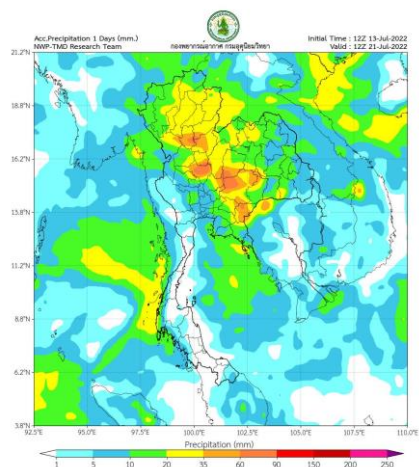 Acc.Precipitation 1 Days (mm.)
NWP-TMD Research Team
กองพยากรณ์อากาศ กรมอุตุนิยมวิทยา
Initial Time : 12Z 13-Jul-2022
Valid : 12Z 21-Jul-2022
21.2°N
18.8°N
16.2°N
13.8°N
11.2°N
8.8°N
6.2°N
3.8°N
92.5°E 95.0°E 97.5°E 100.0°E 102.5°E 105.0°E 107.5°E 110.0°E
Precipitation (mm)
1 5 10 20 35 60 90 150 200 250